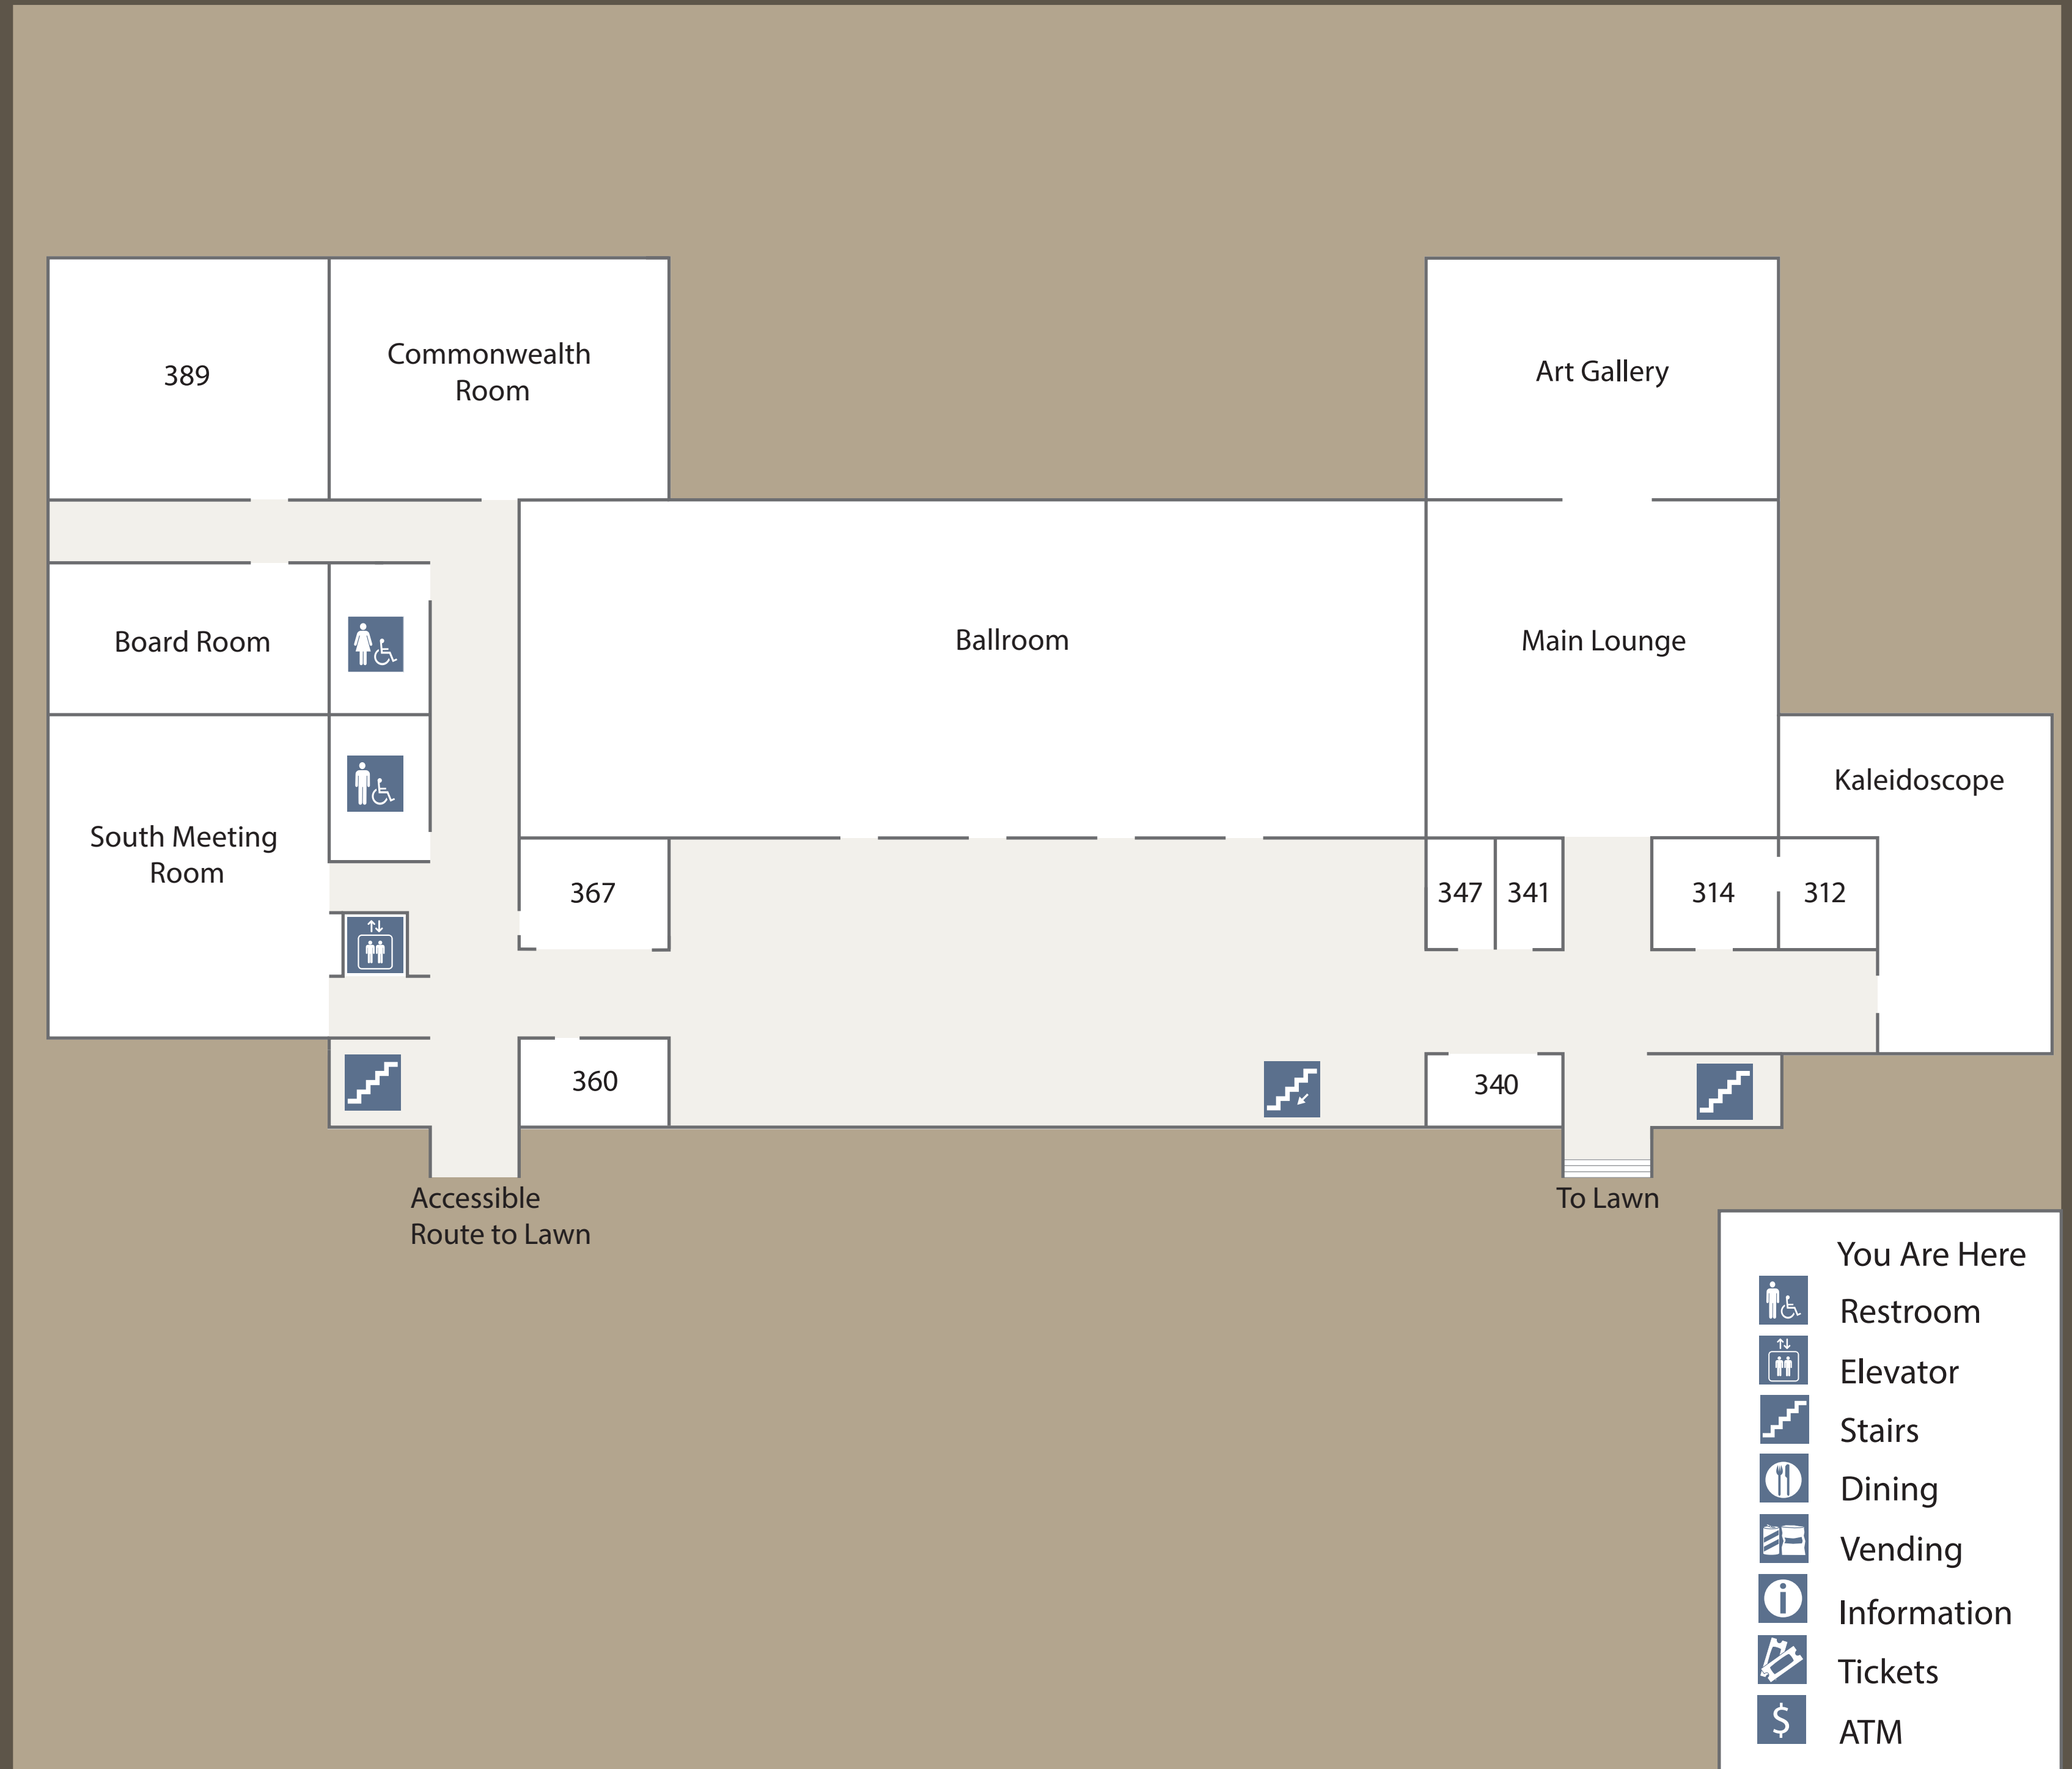 389
Commonwealth
Room
Art Gallery
Board Room
Ballroom
Main Lounge
Kaleidoscope
South Meeting
Room
367
347
341
314
312
360
340
Accessible
Route to Lawn
To Lawn
You Are Here
Restroom
Elevator
Stairs
Dining
Vending
Information
Tickets
$
ATM